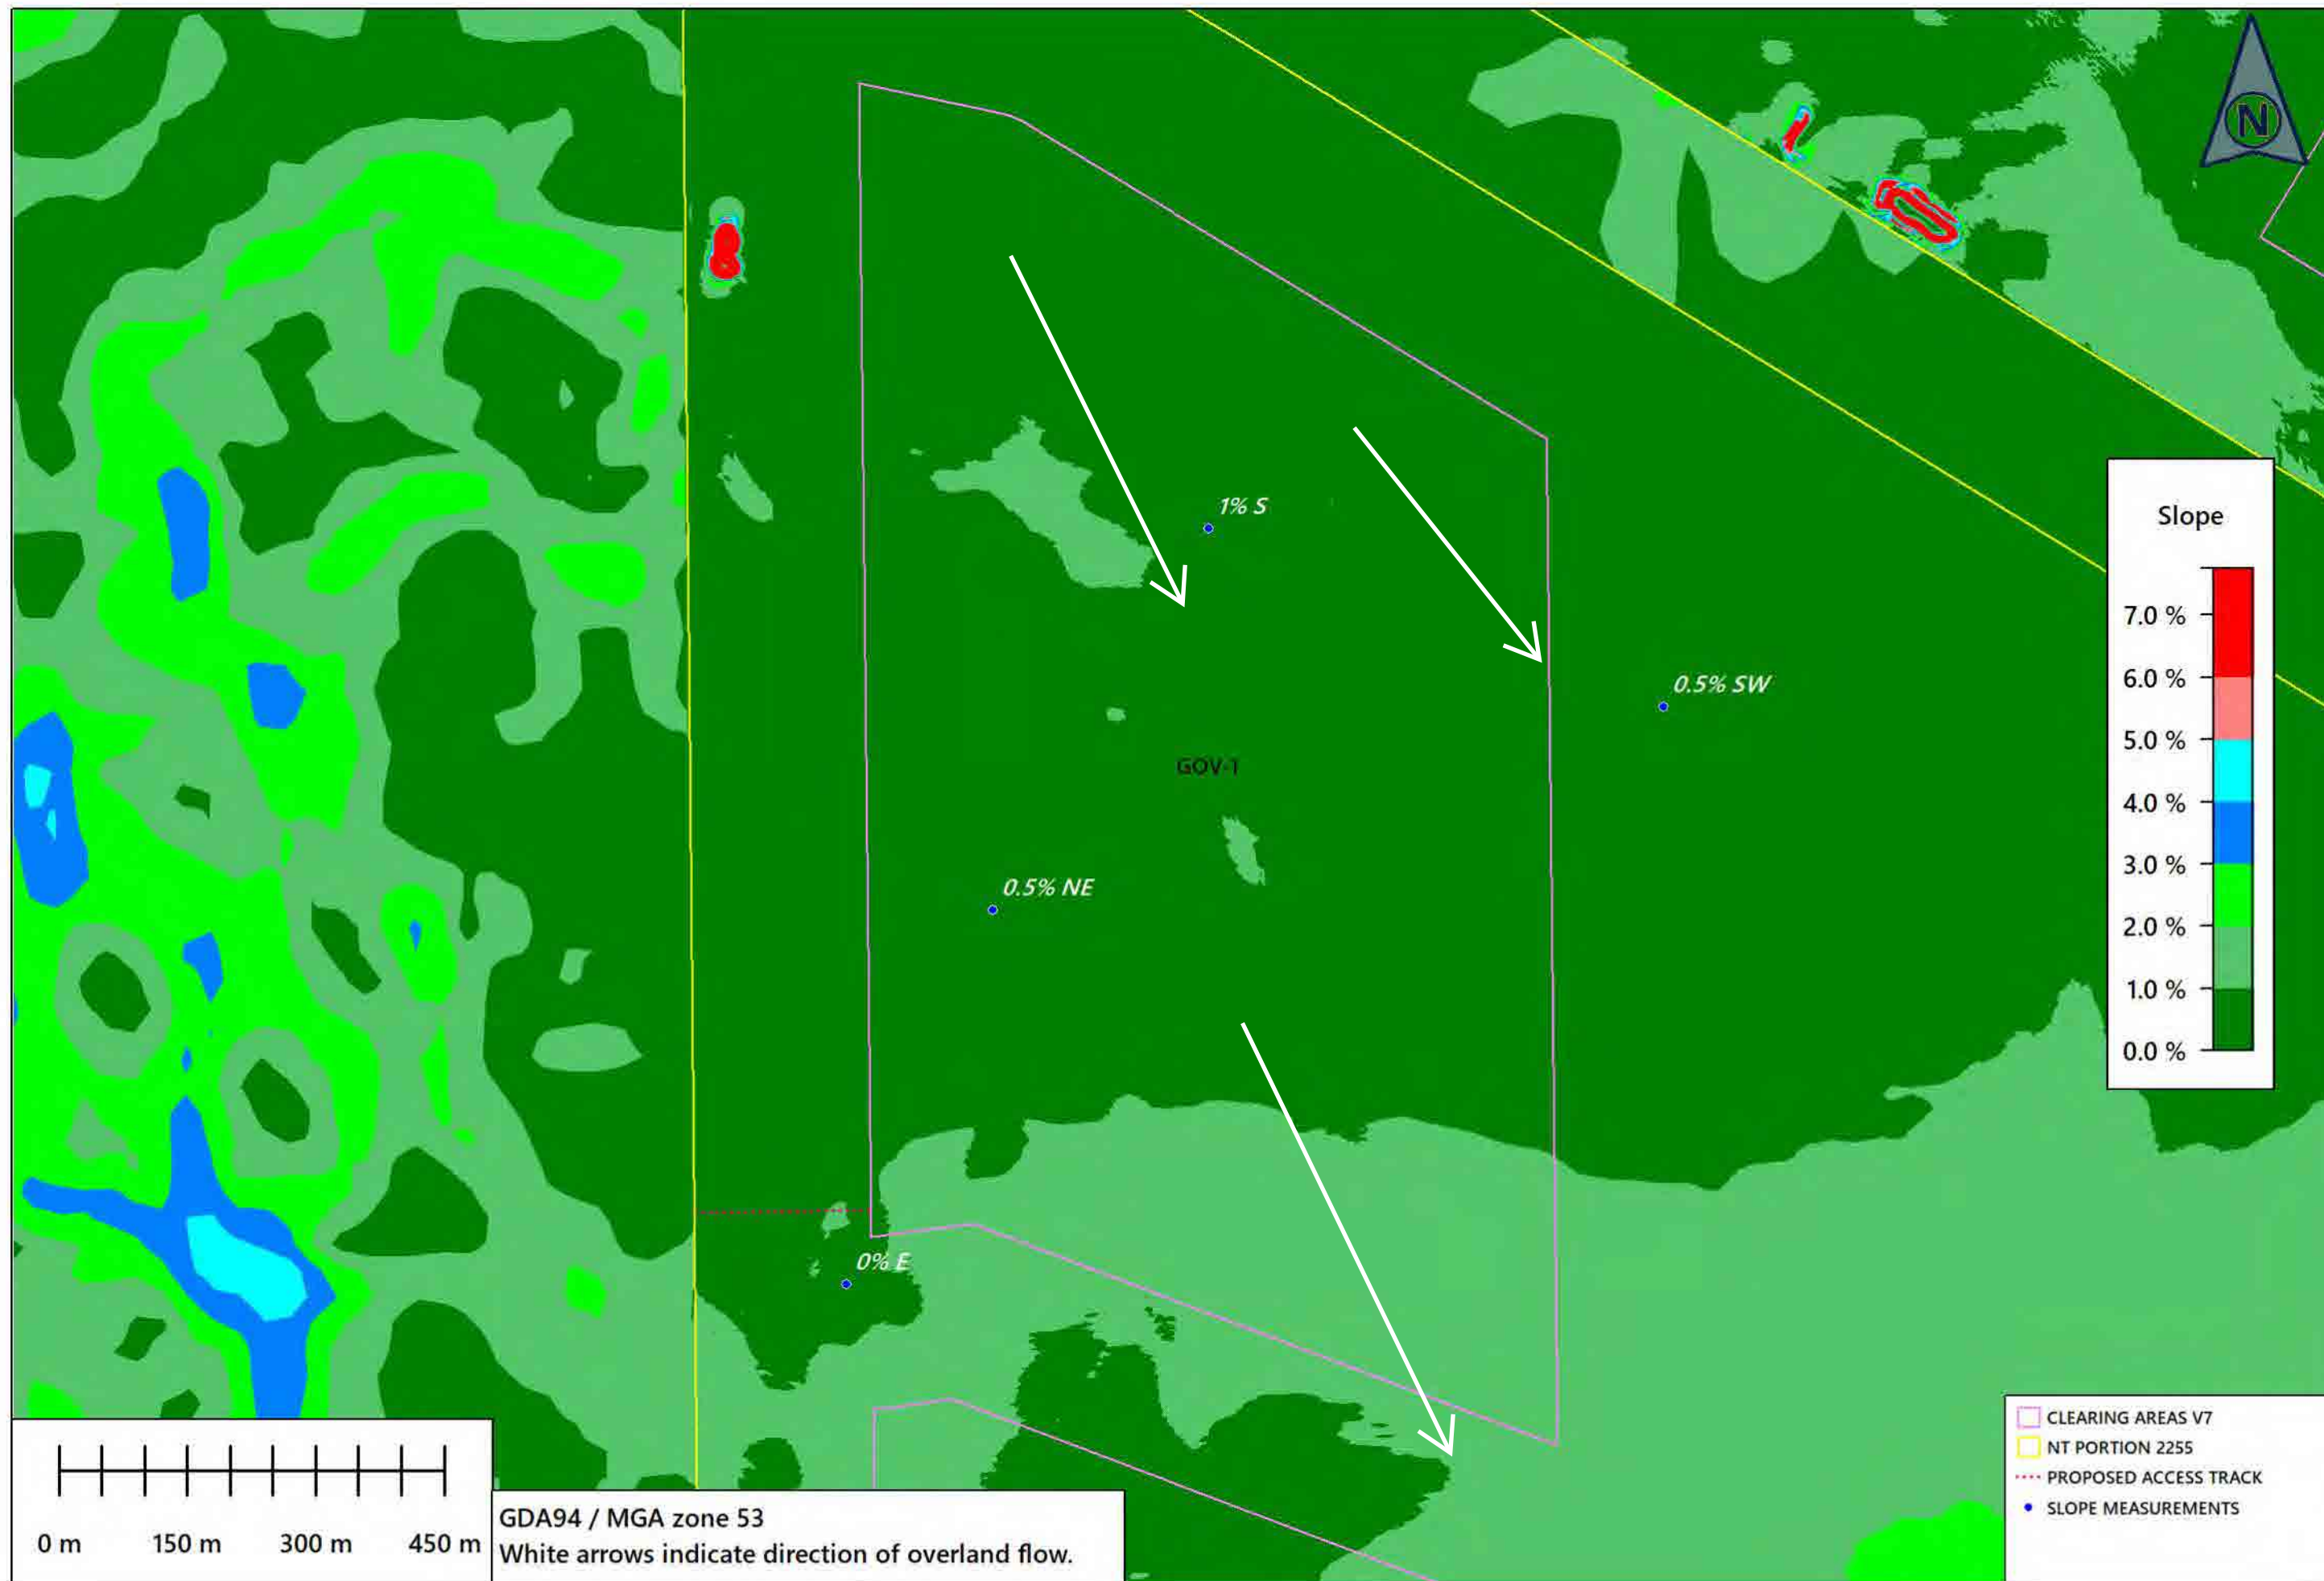 N
1% S
0.5% SW
GOV-1
0.5% NE
0% E
Slope
7.0 %
6.0 %
5.0 %
4.0 %
3.0 %
2.0 %
1.0 %
0.0 %
CLEARING AREAS V7
NT PORTION 2255
PROPOSED ACCESS TRACK
SLOPE MEASUREMENTS
0 m 150 m 300 m 450 m
GDA94 / MGA zone 53
White arrows indicate direction of overland flow.